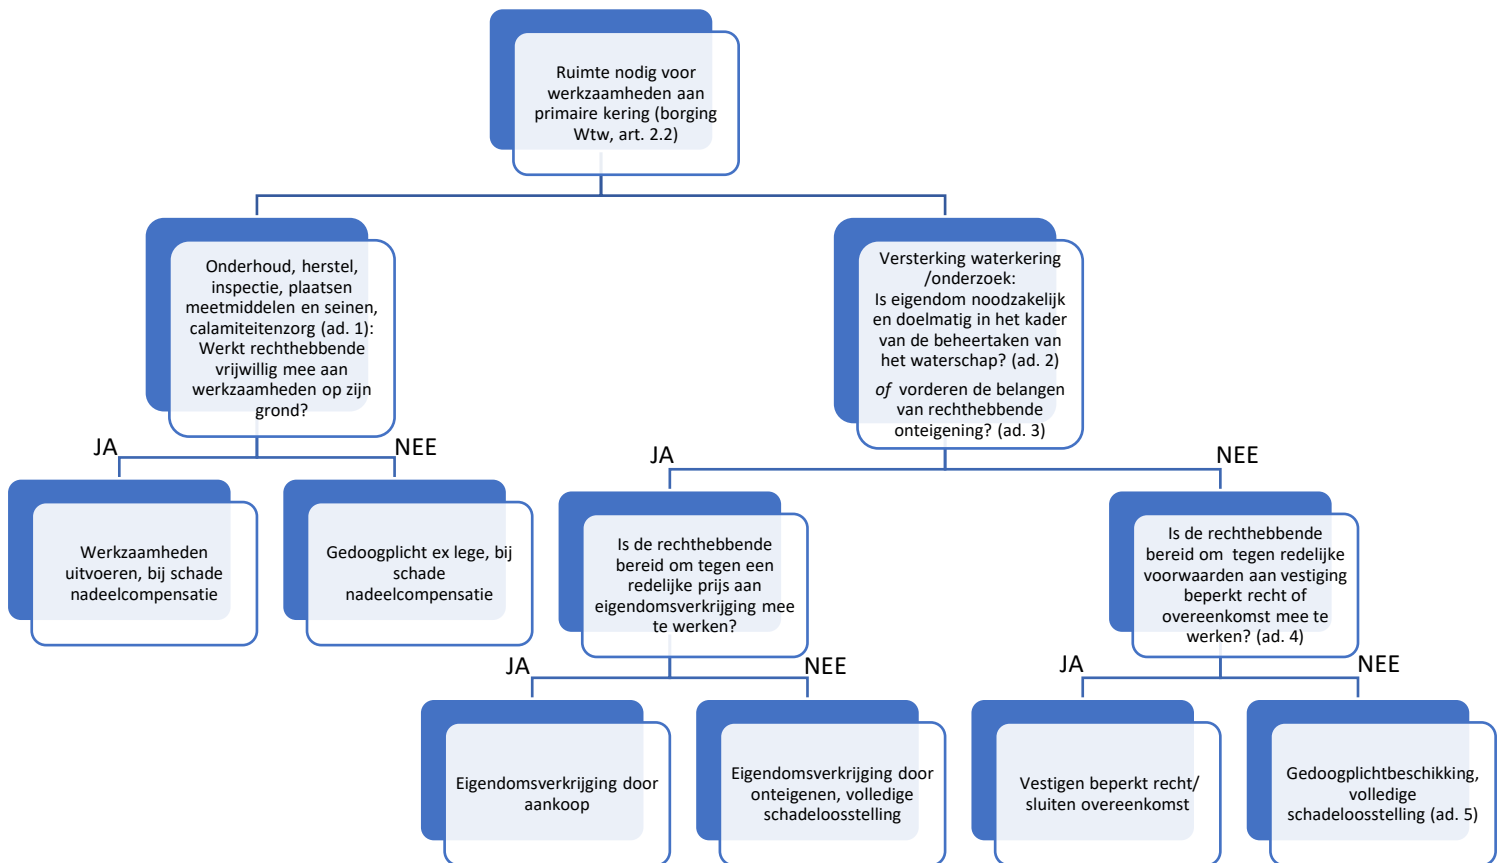 Ruimte nodig voor
werkzaamheden aan
primaire kering (borging
Wtw, art. 2.2)
Onderhoud, herstel,
inspectie, plaatsen
meetmiddelen en seinen,
calamiteitenzorg (ad. 1):
Werkt rechthebbende
vrijwillig mee aan
werkzaamheden op zijn
grond?
Versterking waterkering
/onderzoek:
Is eigendom noodzakelijk
en doelmatig in het kader
van de beheertaken van
het waterschap? (ad. 2)
of vorderen de belangen
van rechthebbende
onteigening? (ad. 3)
JA
NEE
JA
NEE
Werkzaamheden
uitvoeren, bij schade
nadeelcompensatie
Gedoogplicht ex lege, bij
schade
nadeelcompensatie
Is de rechthebbende
bereid om tegen een
redelijke prijs aan
eigendomsverkrijging mee
te werken?
Is de rechthebbende
bereid om tegen redelijke
voorwaarden aan vestiging
beperkt recht of
overeenkomst mee te
werken? (ad. 4)
JA
NEE
JA
NEE
Eigendomsverkrijging door
aankoop
Eigendomsverkrijging door
onteigenen, volledige
schadeloosstelling
Vestigen beperkt recht/
sluiten overeenkomst
Gedoogplichtbeschikking,
volledige
schadeloosstelling (ad. 5)